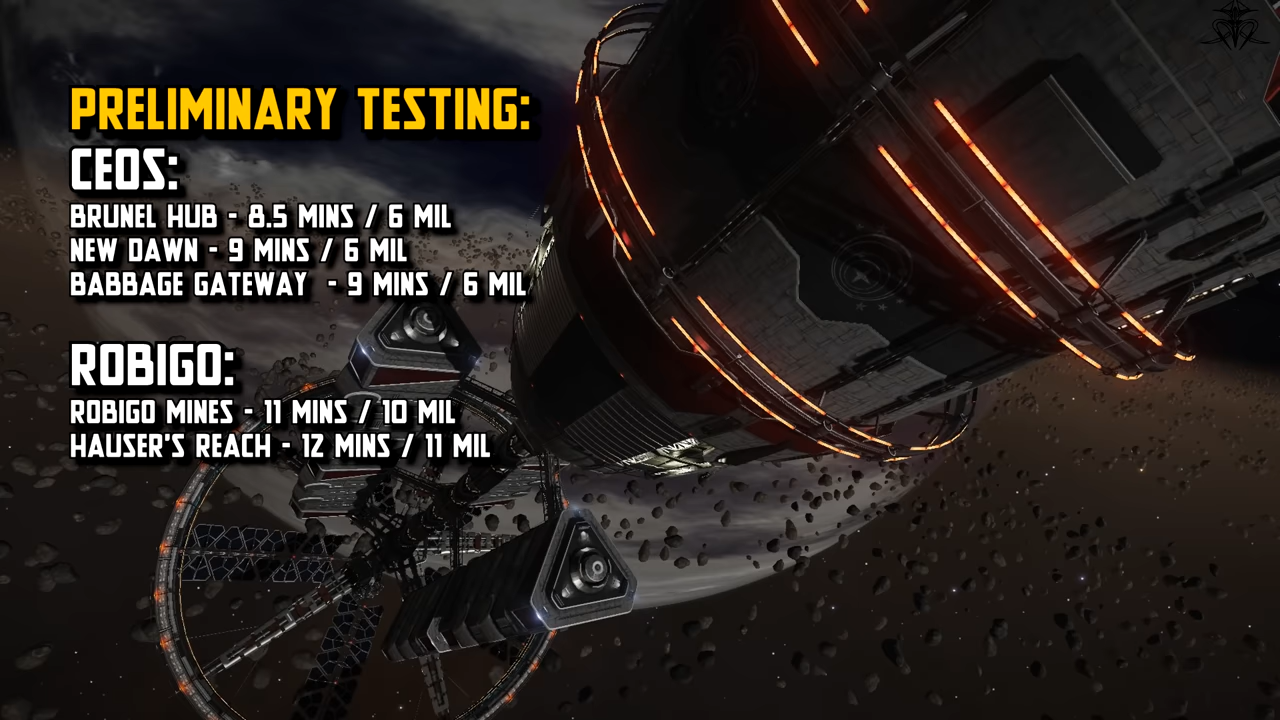 PRELIMINARY TESTING:
CEOS:
BRUNEL HUB - 8.5 MINS / 6 MIL
NEW DAWN - 9 MINS / 6 MIL
BABBAGE GATEWAY - 9 MINS / 6 MIL
ROBIGO:
ROBIGO MINES - 11 MINS / 10 MIL
HAUSER'S REACH - 12 MINS / 11 MIL